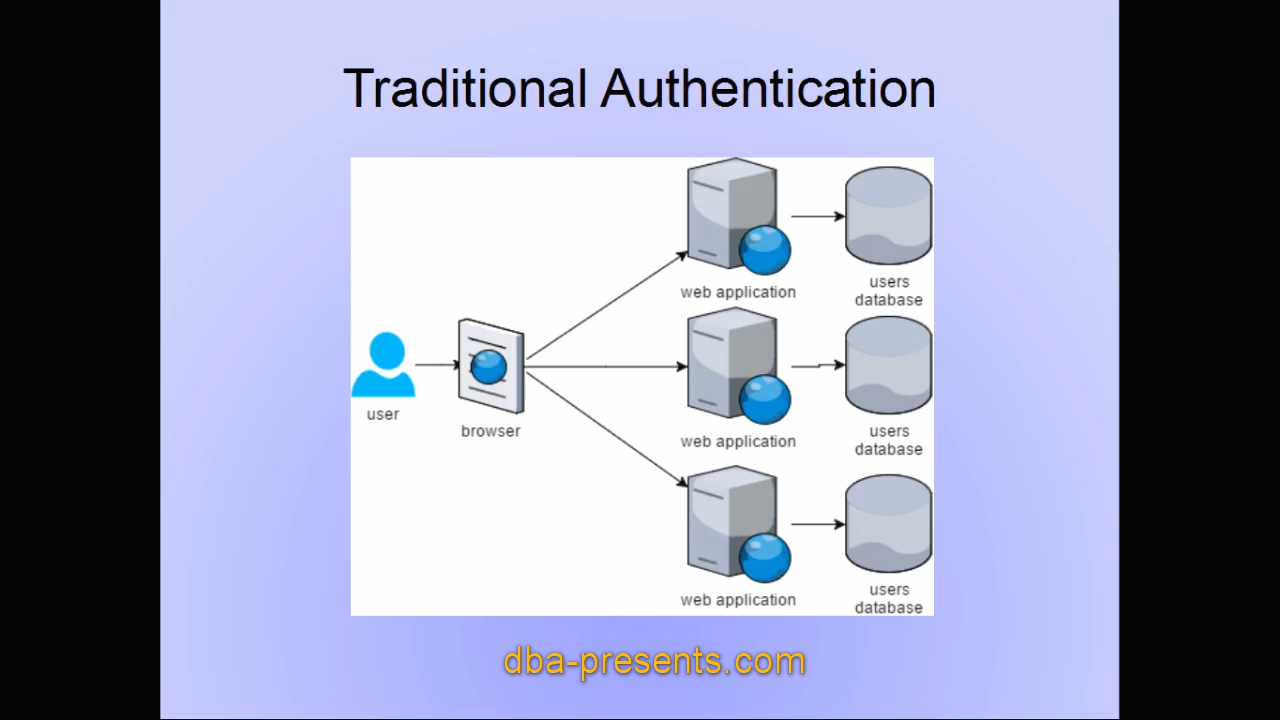 Traditional Authentication
web application
users
database
user
browser
web application
users
database
web application
users
database
dba-presents.com